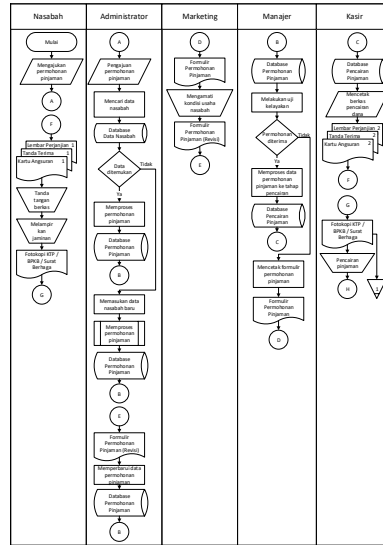 Nasabah
Mulai
Mengajukan
permohonan
pinjaman
A
F
Lembar Perjanjian 1
Tanda Terima 1
Kartu Angsuran 1
Tanda
tangan
berkas
Melampir
kan
jaminan
Fotokopi KTP /
BPKB / Surat
Berhaga
G
Administrator
A
Pengajuan
permohonan
pinjaman
Mencari data
nasabah
Database
Data Nasabah
Data
ditemukan
Tidak
Ya
Memproses
permohonan
pinjaman
Database
Permohonan
Pinjaman
B
Memasukan data
nasabah baru
Memproses
permohonan
pinjaman
Database
Permohonan
Pinjaman
B
E
Formulir
Permohonan
Pinjaman (Revisi)
Memperbarui data
permohonan
pinjaman
Database
Permohonan
Pinjaman
B
Marketing
D
Formulir
Permohonan
Pinjaman
Mengamati
kondisi usaha
nasabah
Formulir
Permohonan
Pinjaman (Revisi)
E
Manajer
B
Database
Permohonan
Pinjaman
Melakukan uji
kelayakan
Permohonan
diterima
Tidak
Ya
Memproses data
permohonan
pinjaman ke tahap
pencairan
Database
Pencairan
Pinjaman
C
Mencetak formulir
permohonan
pinjaman
Formulir
Permohonan
Pinjaman
D
Kasir
C
Database
Pencairan
Pinjaman
Mencetak
berkas pencairan
dana
Lembar Perjanjian 2
Tanda Terima 2
Kartu Angsuran 2
F
G
Fotokopi KTP /
BPKB / Surat
Berhaga
Pencairan
pinjaman
H